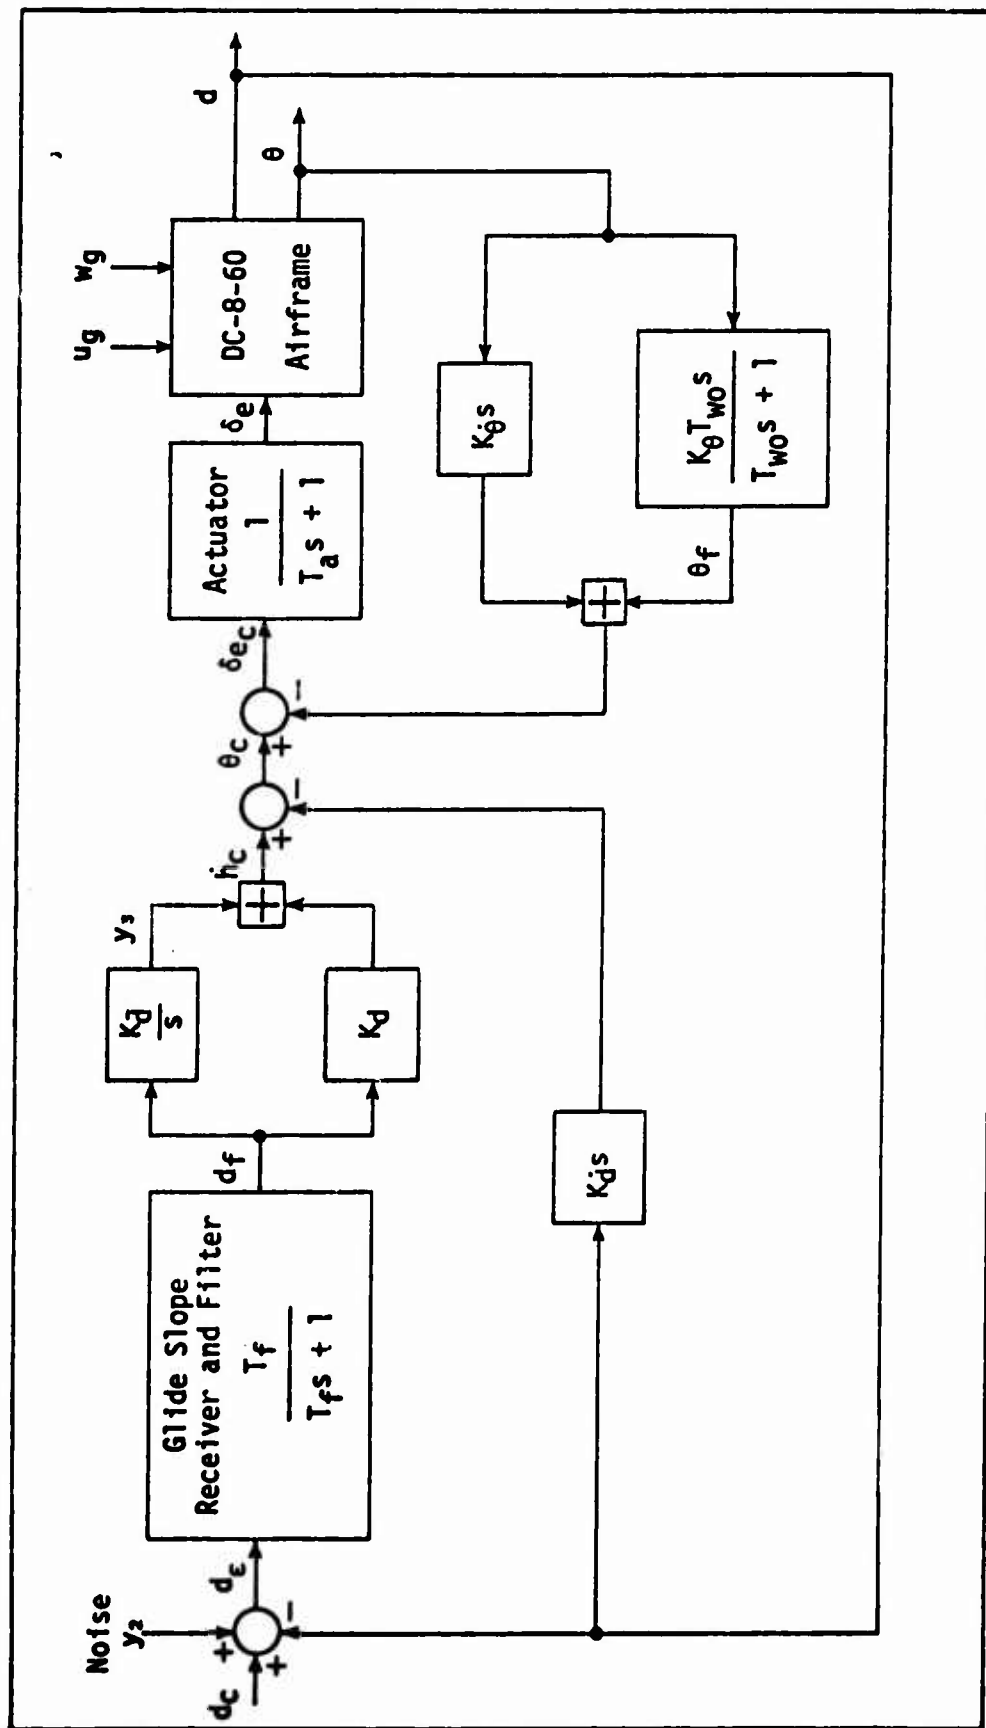 Noise
y₂
d_c
+
+
−
d_ε
Glide Slope
Receiver and Filter
T_f
T_f s + 1
d_f
K_d̄
s
y₃
K_d
+
ḣ_c
+
−
θ_c
+
−
δ_e_c
Actuator
1
T_a s + 1
δ_e
u_g
w_g
DC-8-60
Airframe
d
θ
K_θ̇ s
K_θ T_wo s
T_wo s + 1
θ_f
+
K_ḋ s